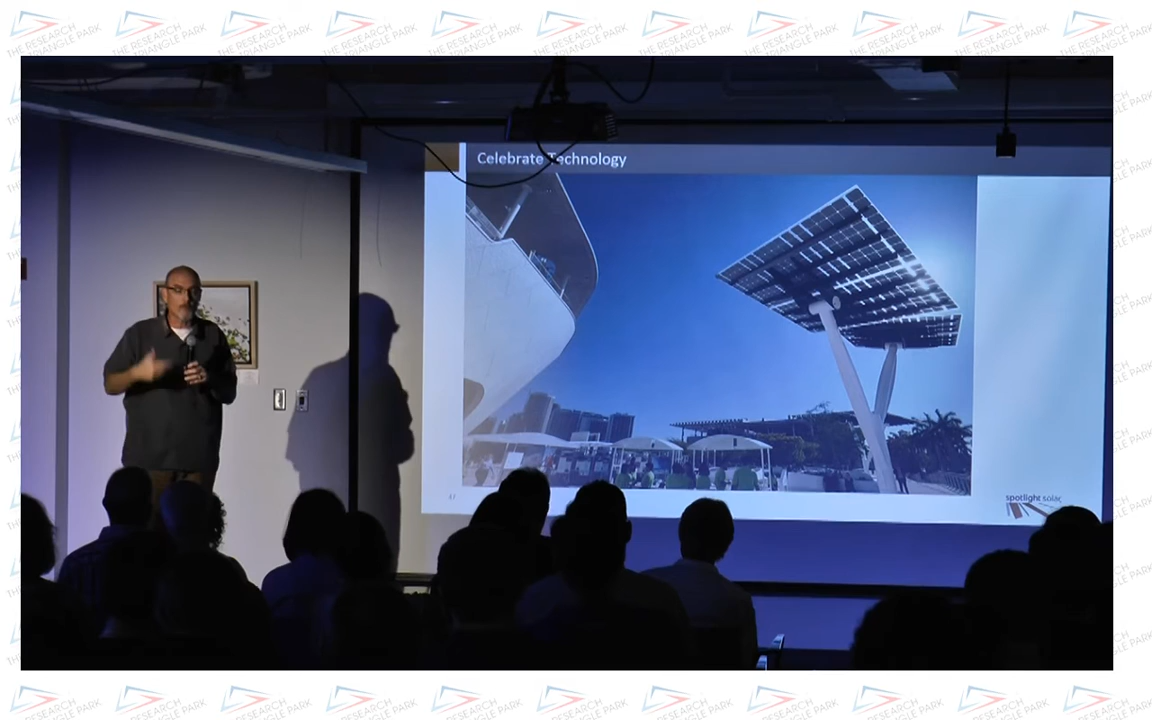 THE RESEARCH
TRIANGLE PARK
Celebrate Technology
spotlight solar